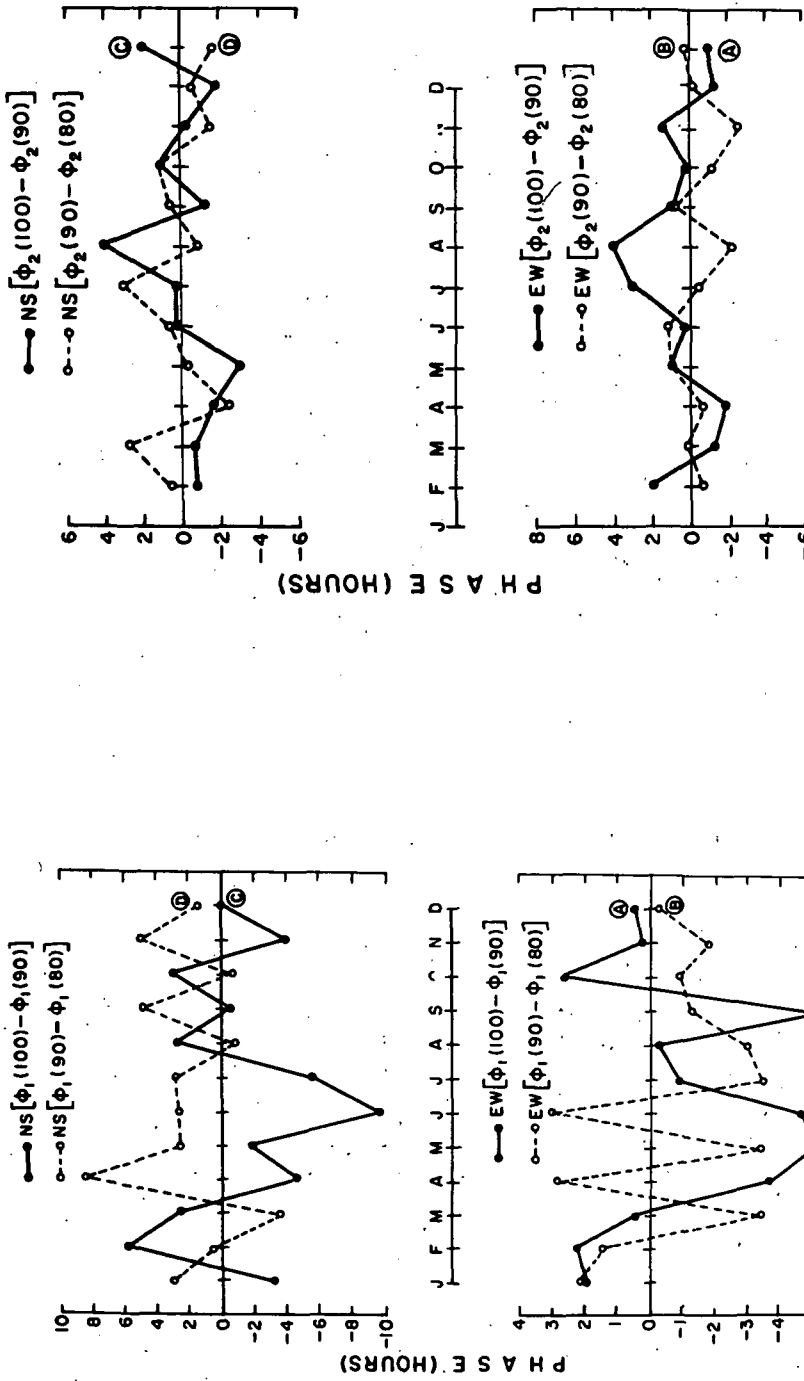 NS[Φ₁(100)–Φ₁(90)]
NS[Φ₁(90)–Φ₁(80)]
10
8
6
4
2
0
-2
-4
-6
-8
-10
D
C
J F M A M J J A S N D
EW[Φ₁(100)–Φ₁(90)]
EW[Φ₁(90)–Φ₁(80)]
4
3
2
1
0
-1
-2
-3
-4
A
B
PHASE (HOURS)
NS[Φ₂(100)–Φ₂(90)]
NS[Φ₂(90)–Φ₂(80)]
6
4
2
0
-2
-4
-6
C
D
J F M A M J J A S O D
EW[Φ₂(100)–Φ₂(90)]
EW[Φ₂(90)–Φ₂(80)]
8
6
4
2
0
-2
-4
B
A
PHASE (HOURS)